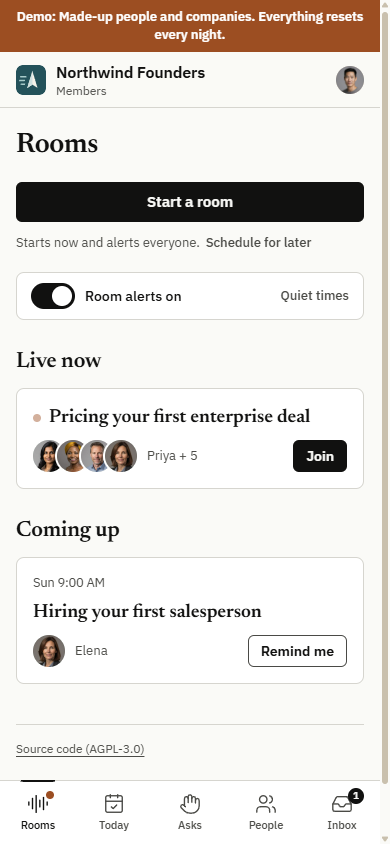 Demo: Made-up people and companies. Everything resets
every night.
Northwind Founders
Members
Rooms
Start a room
Starts now and alerts everyone. Schedule for later
Room alerts on
Quiet times
Live now
Pricing your first enterprise deal
Priya + 5
Join
Coming up
Sun 9:00 AM
Hiring your first salesperson
Elena
Remind me
Source code (AGPL-3.0)
1
Rooms
Today
Asks
People
Inbox